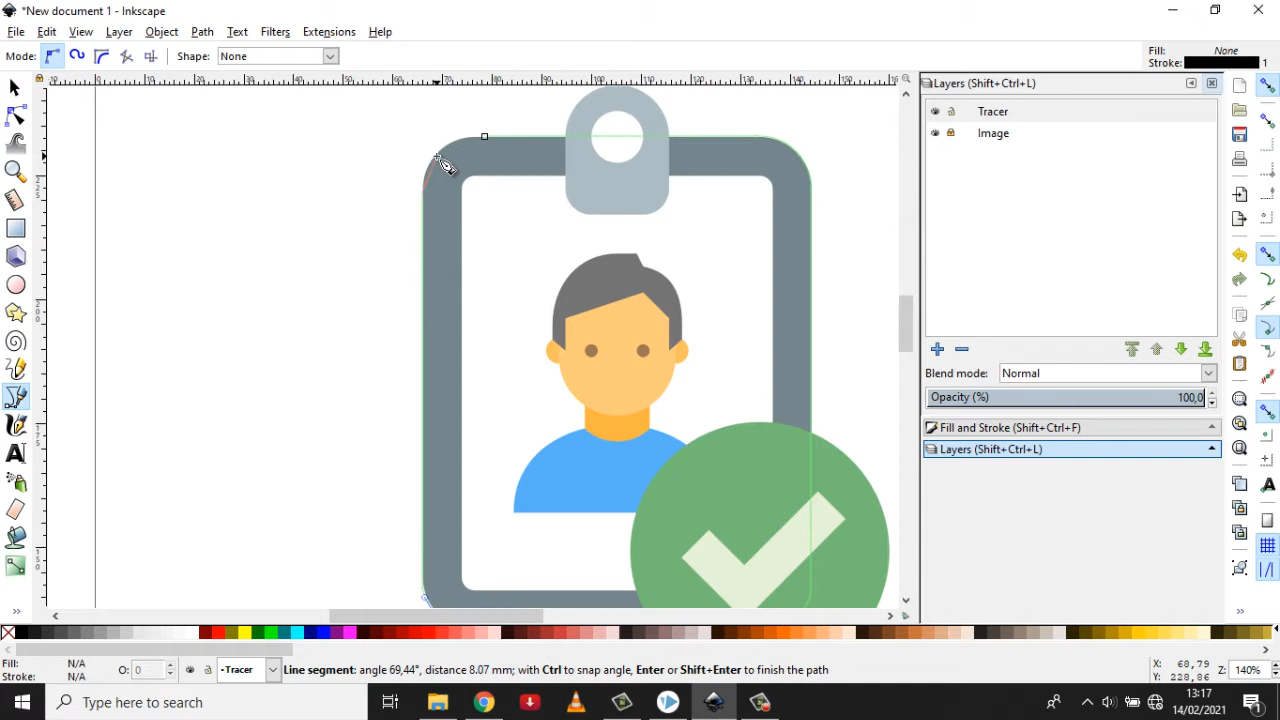 *New document 1 - Inkscape
File Edit View Layer Object Path Text Filters Extensions Help
Mode: Shape: None Fill: None
Stroke: 1
Layers (Shift+Ctrl+L)
Tracer
Image
Blend mode: Normal
Opacity (%) 100,0
Fill and Stroke (Shift+Ctrl+F)
Layers (Shift+Ctrl+L)
Fill: N/A
Stroke: N/A
O: 0
Tracer
Line segment: angle 69,44°, distance 8.07 mm; with Ctrl to snap angle, Enter or Shift+Enter to finish the path
X: 68,79
Y: 228,06
Z: 140%
Type here to search
13:17
14/02/2021